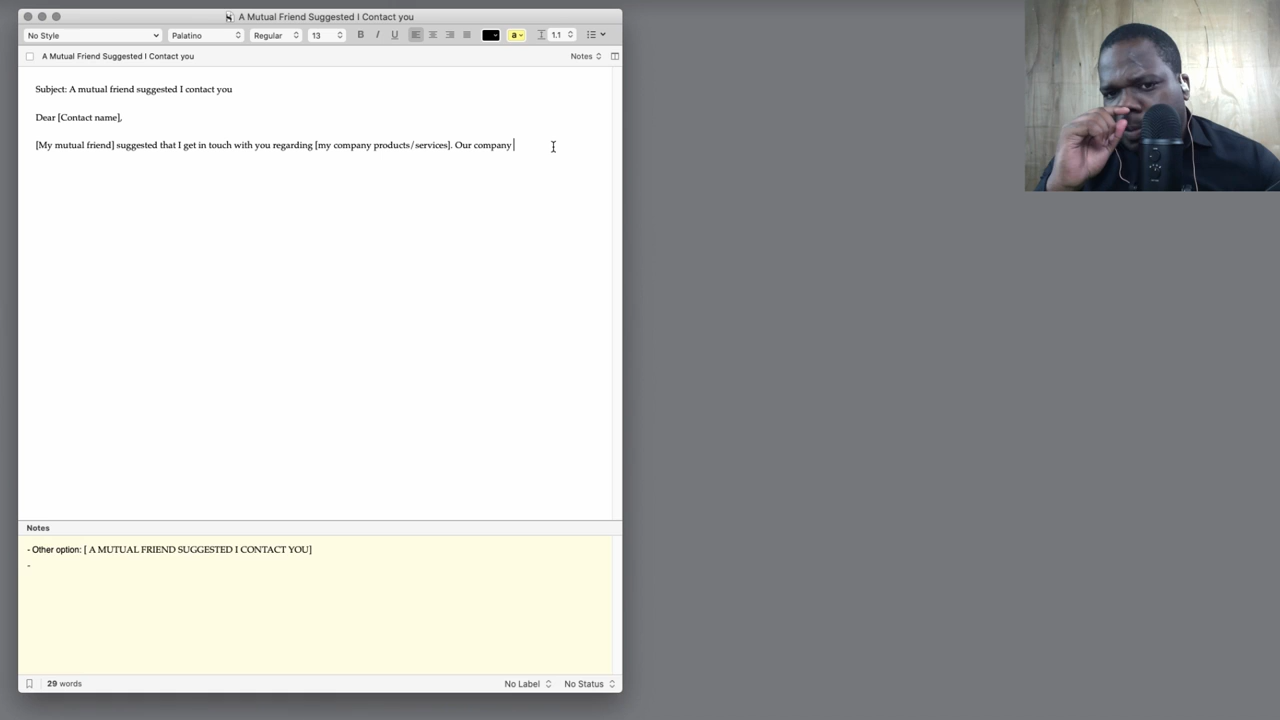 A Mutual Friend Suggested I Contact you
No Style Palatino Regular 13 B I U a 1.1
A Mutual Friend Suggested I Contact you Notes
Subject: A mutual friend suggested I contact you
Dear [Contact name],
[My mutual friend] suggested that I get in touch with you regarding [my company products/services]. Our company
Notes
- Other option: [ A MUTUAL FRIEND SUGGESTED I CONTACT YOU]
-
29 words No Label No Status